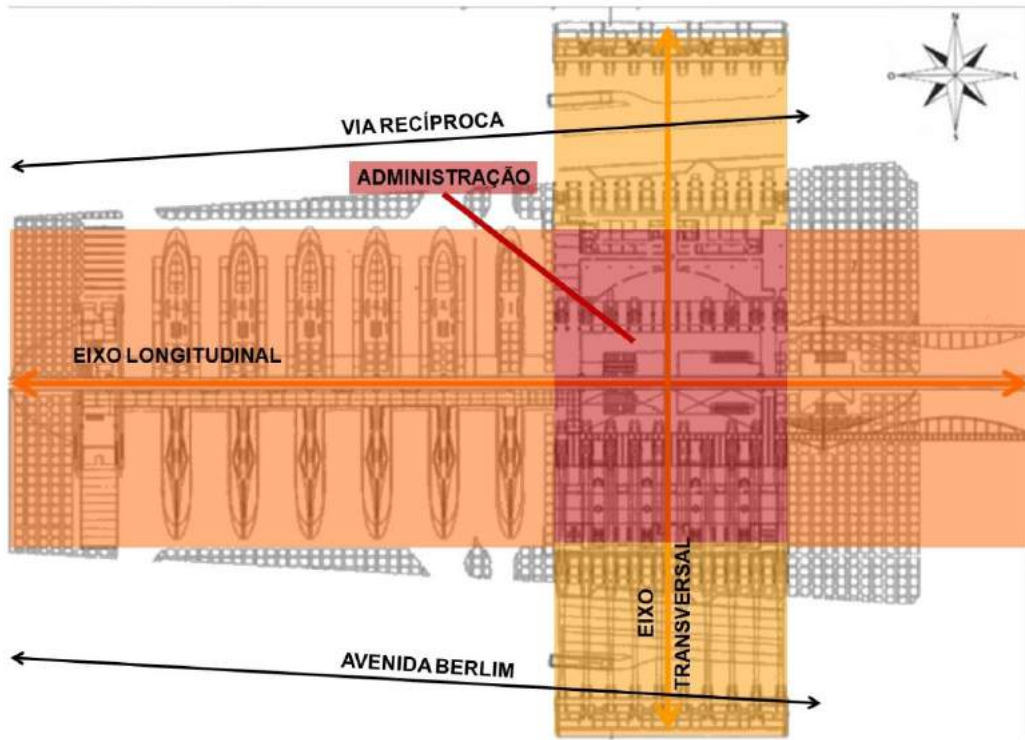 N
O
L
S
VIA RECÍPROCA
ADMINISTRAÇÃO
EIXO LONGITUDINAL
EIXO
TRANSVERSAL
AVENIDA BERLIM